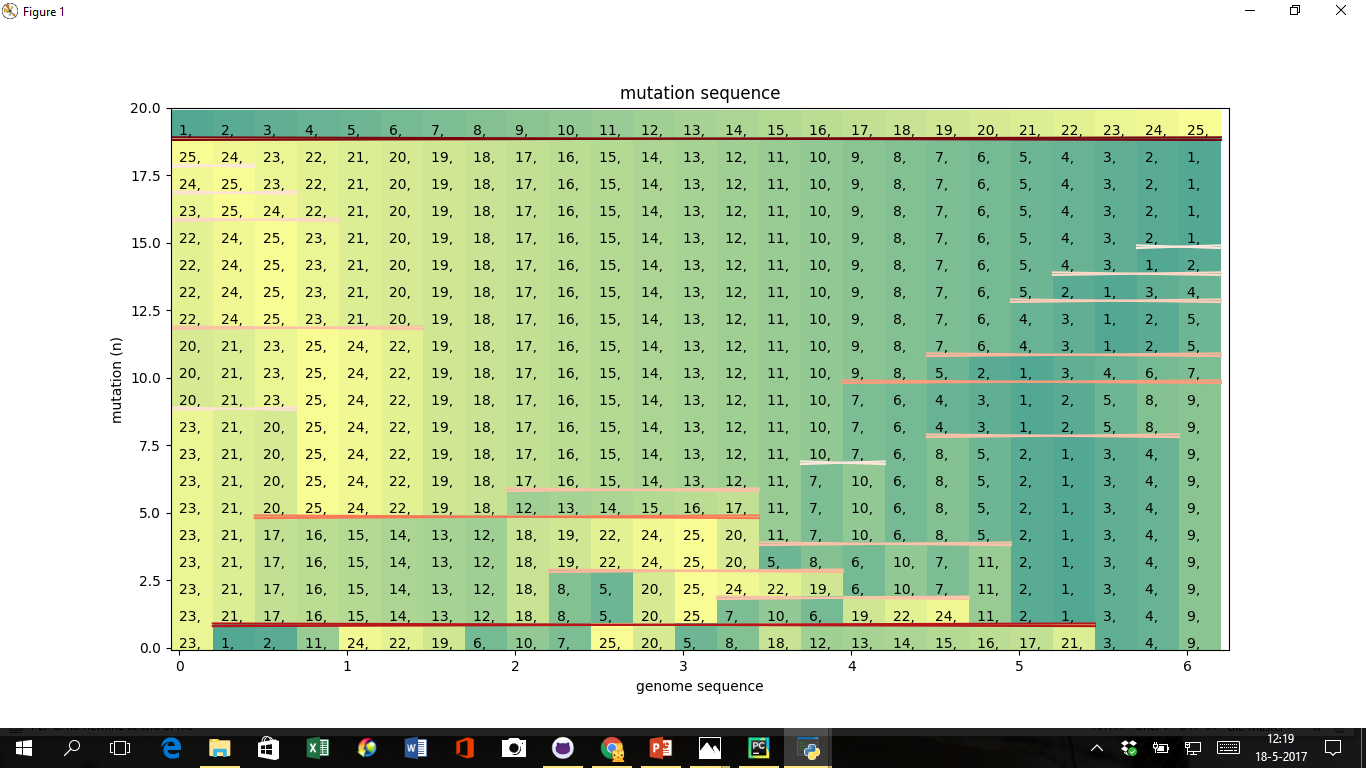 Figure 1
mutation sequence
20.0
1, 2, 3, 4, 5, 6, 7, 8, 9, 10, 11, 12, 13, 14, 15, 16, 17, 18, 19, 20, 21, 22, 23, 24, 25,
25, 24, 23, 22, 21, 20, 19, 18, 17, 16, 15, 14, 13, 12, 11, 10, 9, 8, 7, 6, 5, 4, 3, 2, 1,
17.5 24, 25, 23, 22, 21, 20, 19, 18, 17, 16, 15, 14, 13, 12, 11, 10, 9, 8, 7, 6, 5, 4, 3, 2, 1,
23, 25, 24, 22, 21, 20, 19, 18, 17, 16, 15, 14, 13, 12, 11, 10, 9, 8, 7, 6, 5, 4, 3, 2, 1,
15.0 22, 24, 25, 23, 21, 20, 19, 18, 17, 16, 15, 14, 13, 12, 11, 10, 9, 8, 7, 6, 5, 4, 3, 2, 1,
22, 24, 25, 23, 21, 20, 19, 18, 17, 16, 15, 14, 13, 12, 11, 10, 9, 8, 7, 6, 5, 4, 3, 1, 2,
22, 24, 25, 23, 21, 20, 19, 18, 17, 16, 15, 14, 13, 12, 11, 10, 9, 8, 7, 6, 5, 2, 1, 3, 4,
12.5 22, 24, 25, 23, 21, 20, 19, 18, 17, 16, 15, 14, 13, 12, 11, 10, 9, 8, 7, 6, 4, 3, 1, 2, 5,
20, 21, 23, 25, 24, 22, 19, 18, 17, 16, 15, 14, 13, 12, 11, 10, 9, 8, 7, 6, 4, 3, 1, 2, 5,
10.0 20, 21, 23, 25, 24, 22, 19, 18, 17, 16, 15, 14, 13, 12, 11, 10, 9, 8, 5, 2, 1, 3, 4, 6, 7,
20, 21, 23, 25, 24, 22, 19, 18, 17, 16, 15, 14, 13, 12, 11, 10, 7, 6, 4, 3, 1, 2, 5, 8, 9,
7.5 23, 21, 20, 25, 24, 22, 19, 18, 17, 16, 15, 14, 13, 12, 11, 10, 7, 6, 4, 3, 1, 2, 5, 8, 9,
23, 21, 20, 25, 24, 22, 19, 18, 17, 16, 15, 14, 13, 12, 11, 10, 7, 6, 8, 5, 2, 1, 3, 4, 9,
23, 21, 20, 25, 24, 22, 19, 18, 17, 16, 15, 14, 13, 12, 11, 7, 10, 6, 8, 5, 2, 1, 3, 4, 9,
5.0 23, 21, 20, 25, 24, 22, 19, 18, 12, 13, 14, 15, 16, 17, 11, 7, 10, 6, 8, 5, 2, 1, 3, 4, 9,
23, 21, 17, 16, 15, 14, 13, 12, 18, 19, 22, 24, 25, 20, 11, 7, 10, 6, 8, 5, 2, 1, 3, 4, 9,
23, 21, 17, 16, 15, 14, 13, 12, 18, 19, 22, 24, 25, 20, 5, 8, 6, 10, 7, 11, 2, 1, 3, 4, 9,
2.5 23, 21, 17, 16, 15, 14, 13, 12, 18, 8, 5, 20, 25, 24, 22, 19, 6, 10, 7, 11, 2, 1, 3, 4, 9,
23, 21, 17, 16, 15, 14, 13, 12, 18, 8, 5, 20, 25, 7, 10, 6, 19, 22, 24, 11, 2, 1, 3, 4, 9,
0.0 23, 1, 2, 11, 24, 22, 19, 6, 10, 7, 25, 20, 5, 8, 18, 12, 13, 14, 15, 16, 17, 21, 3, 4, 9,
mutation (n)
0 1 2 3 4 5 6
genome sequence
12:19
18-5-2017